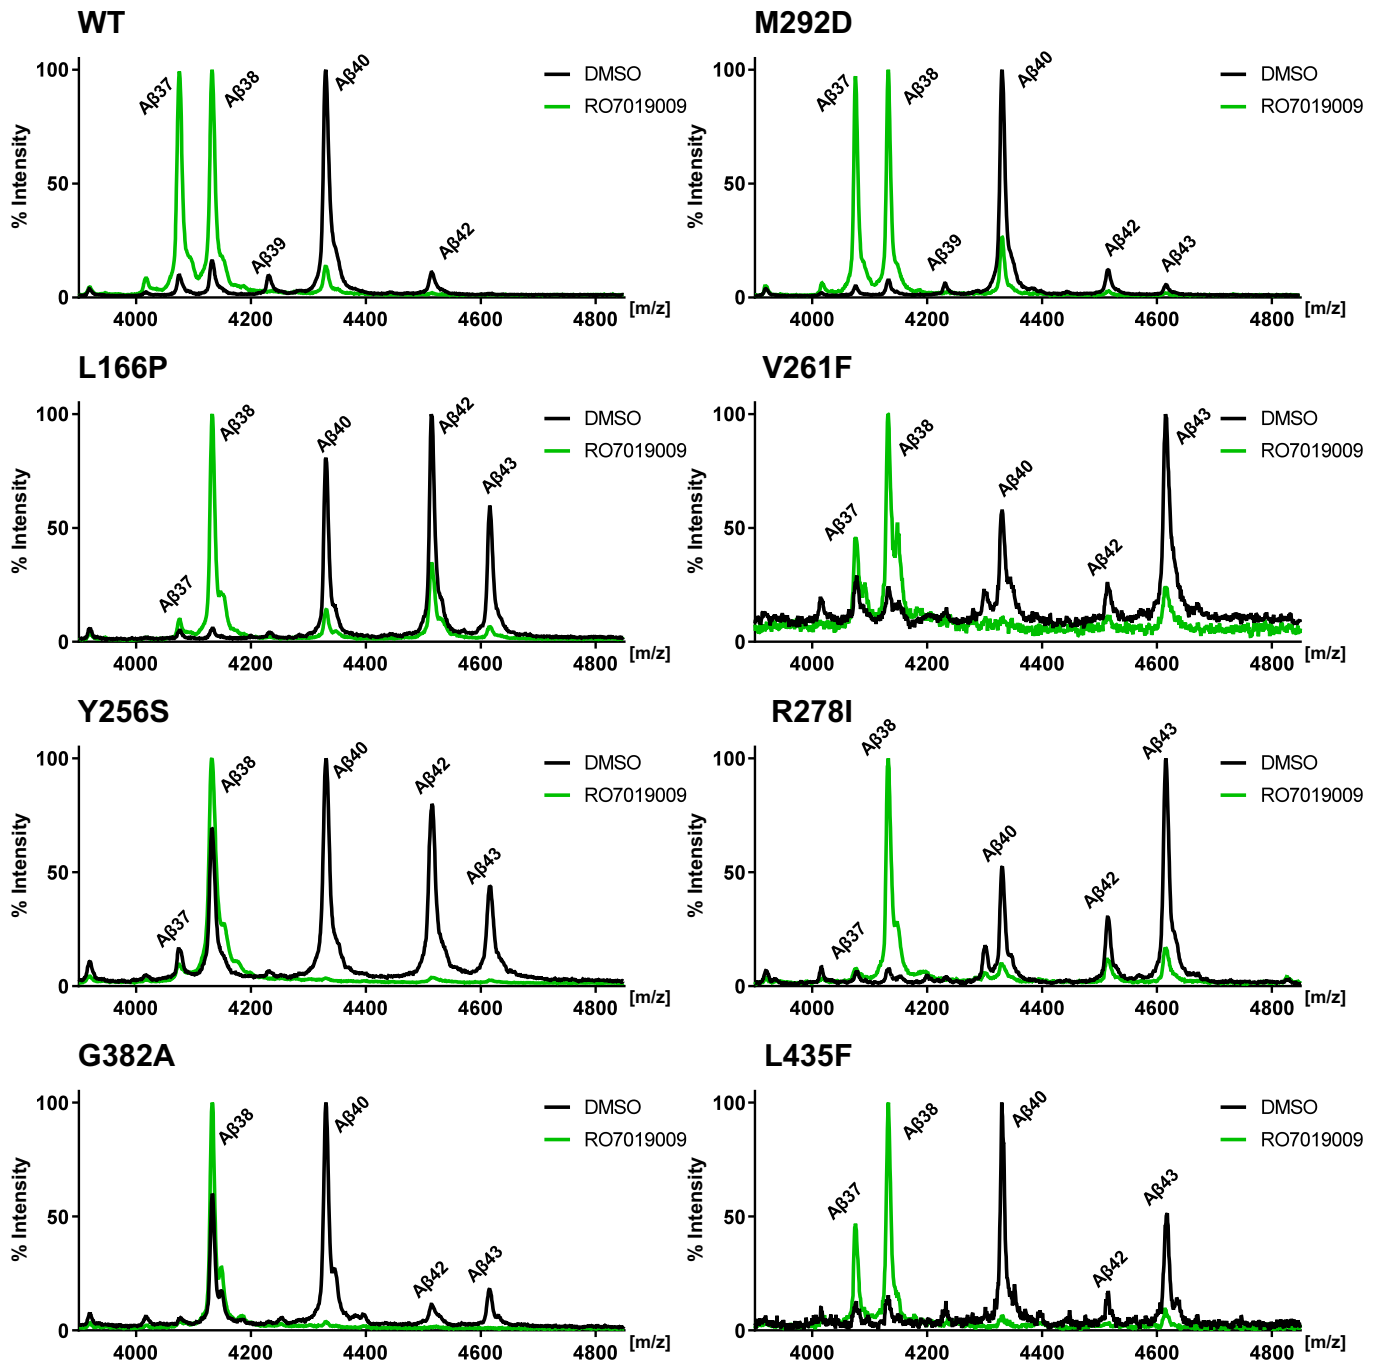 WT
100
50
0
% Intensity
Aβ37
Aβ38
Aβ39
Aβ40
Aβ42
DMSO
RO7019009
4000 4200 4400 4600 4800 [m/z]
M292D
100
50
0
% Intensity
Aβ37
Aβ38
Aβ39
Aβ40
Aβ42
Aβ43
DMSO
RO7019009
4000 4200 4400 4600 4800 [m/z]
L166P
100
50
0
% Intensity
Aβ37
Aβ38
Aβ40
Aβ42
Aβ43
DMSO
RO7019009
4000 4200 4400 4600 4800 [m/z]
V261F
100
50
0
% Intensity
Aβ37
Aβ38
Aβ40
Aβ42
Aβ43
DMSO
RO7019009
4000 4200 4400 4600 4800 [m/z]
Y256S
100
50
0
% Intensity
Aβ37
Aβ38
Aβ40
Aβ42
Aβ43
DMSO
RO7019009
4000 4200 4400 4600 4800 [m/z]
R278I
100
50
0
% Intensity
Aβ37
Aβ38
Aβ40
Aβ42
Aβ43
DMSO
RO7019009
4000 4200 4400 4600 4800 [m/z]
G382A
100
50
0
% Intensity
Aβ38
Aβ40
Aβ42
Aβ43
DMSO
RO7019009
4000 4200 4400 4600 4800 [m/z]
L435F
100
50
0
% Intensity
Aβ37
Aβ38
Aβ40
Aβ42
Aβ43
DMSO
RO7019009
4000 4200 4400 4600 4800 [m/z]